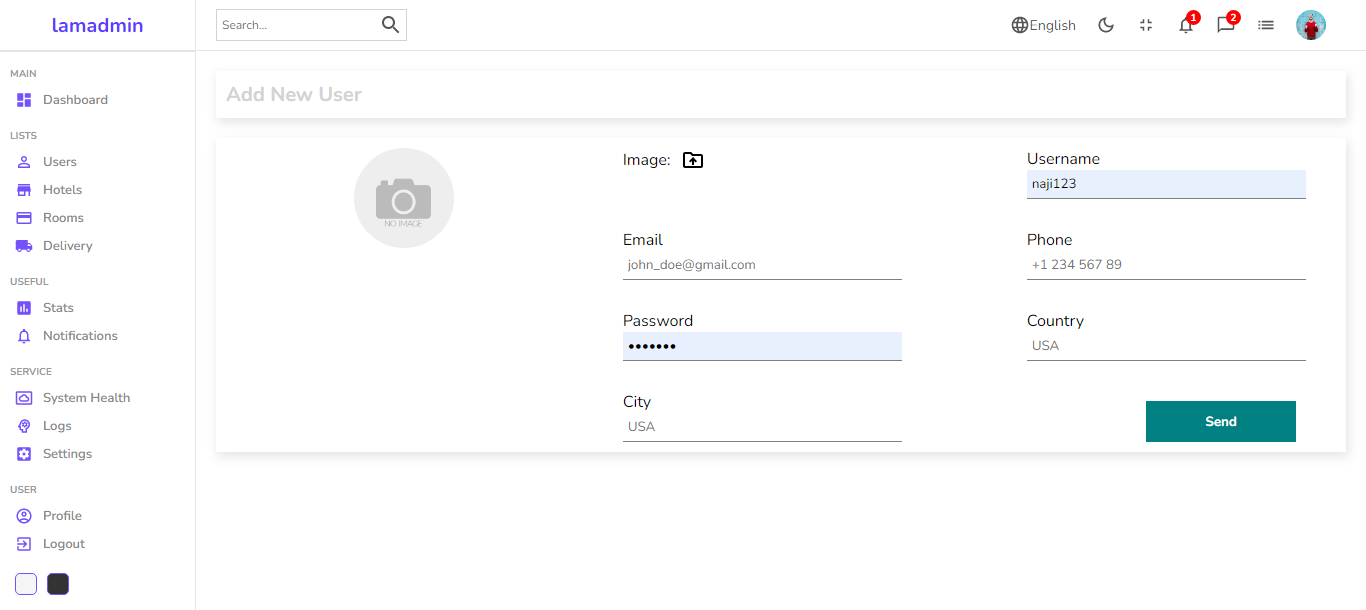 lamadmin
Search...
English
1
2
MAIN
Dashboard
LISTS
Users
Hotels
Rooms
Delivery
USEFUL
Stats
Notifications
SERVICE
System Health
Logs
Settings
USER
Profile
Logout
Add New User
NO IMAGE
Image:
Username
naji123
Email
john_doe@gmail.com
Phone
+1 234 567 89
Password
•••••••
Country
USA
City
USA
Send